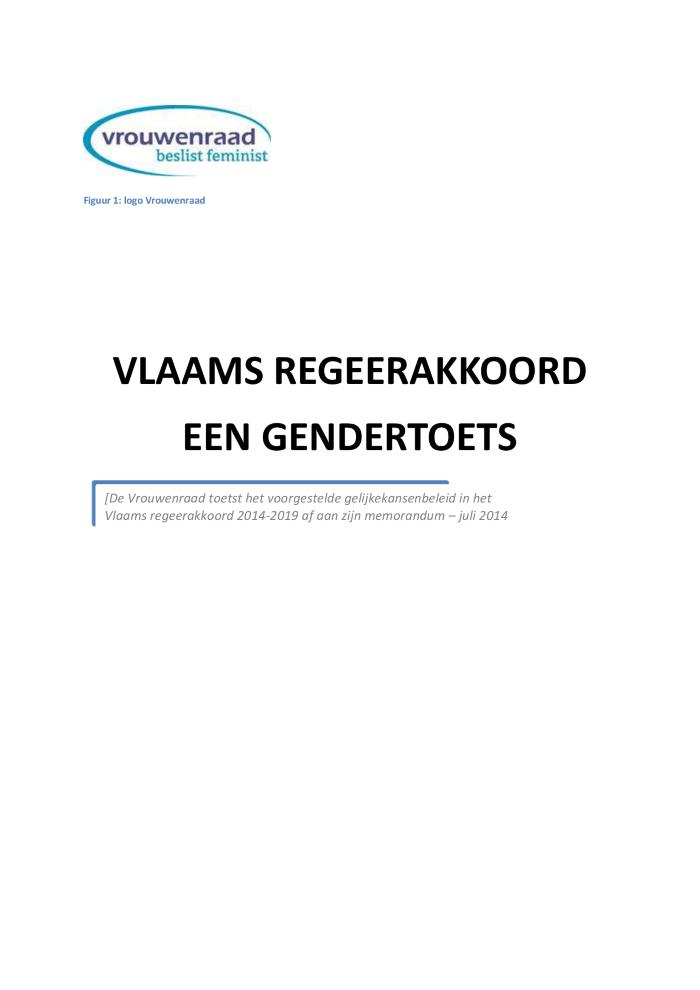 vrouwenraad
beslist feminist
Figuur 1: logo Vrouwenraad
VLAAMS REGEERAKKOORD
EEN GENDERTOETS
[De Vrouwenraad toetst het voorgestelde gelijkekansenbeleid in het
Vlaams regeerakkoord 2014-2019 af aan zijn memorandum – juli 2014